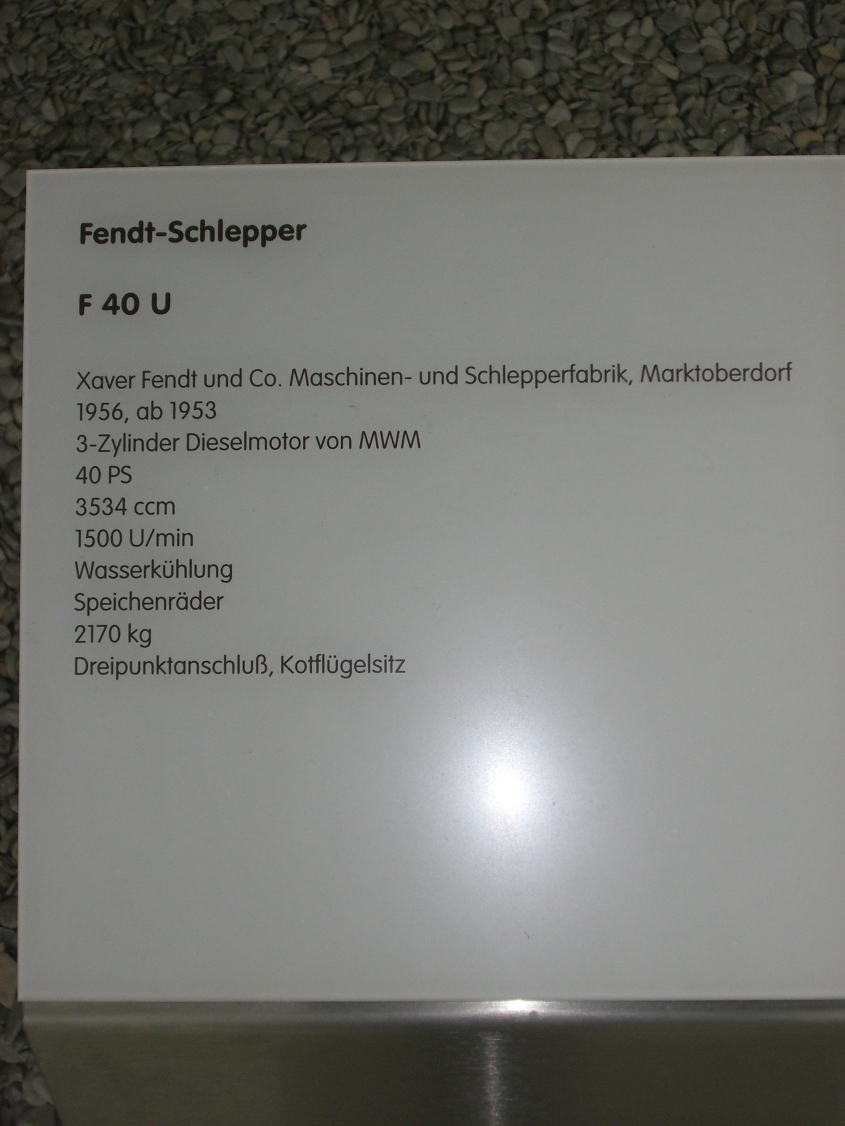 Fendt-Schlepper
F 40 U
Xaver Fendt und Co. Maschinen- und Schlepperfabrik, Marktoberdorf
1956, ab 1953
3-Zylinder Dieselmotor von MWM
40 PS
3534 ccm
1500 U/min
Wasserkühlung
Speichenräder
2170 kg
Dreipunktanschluß, Kotflügelsitz